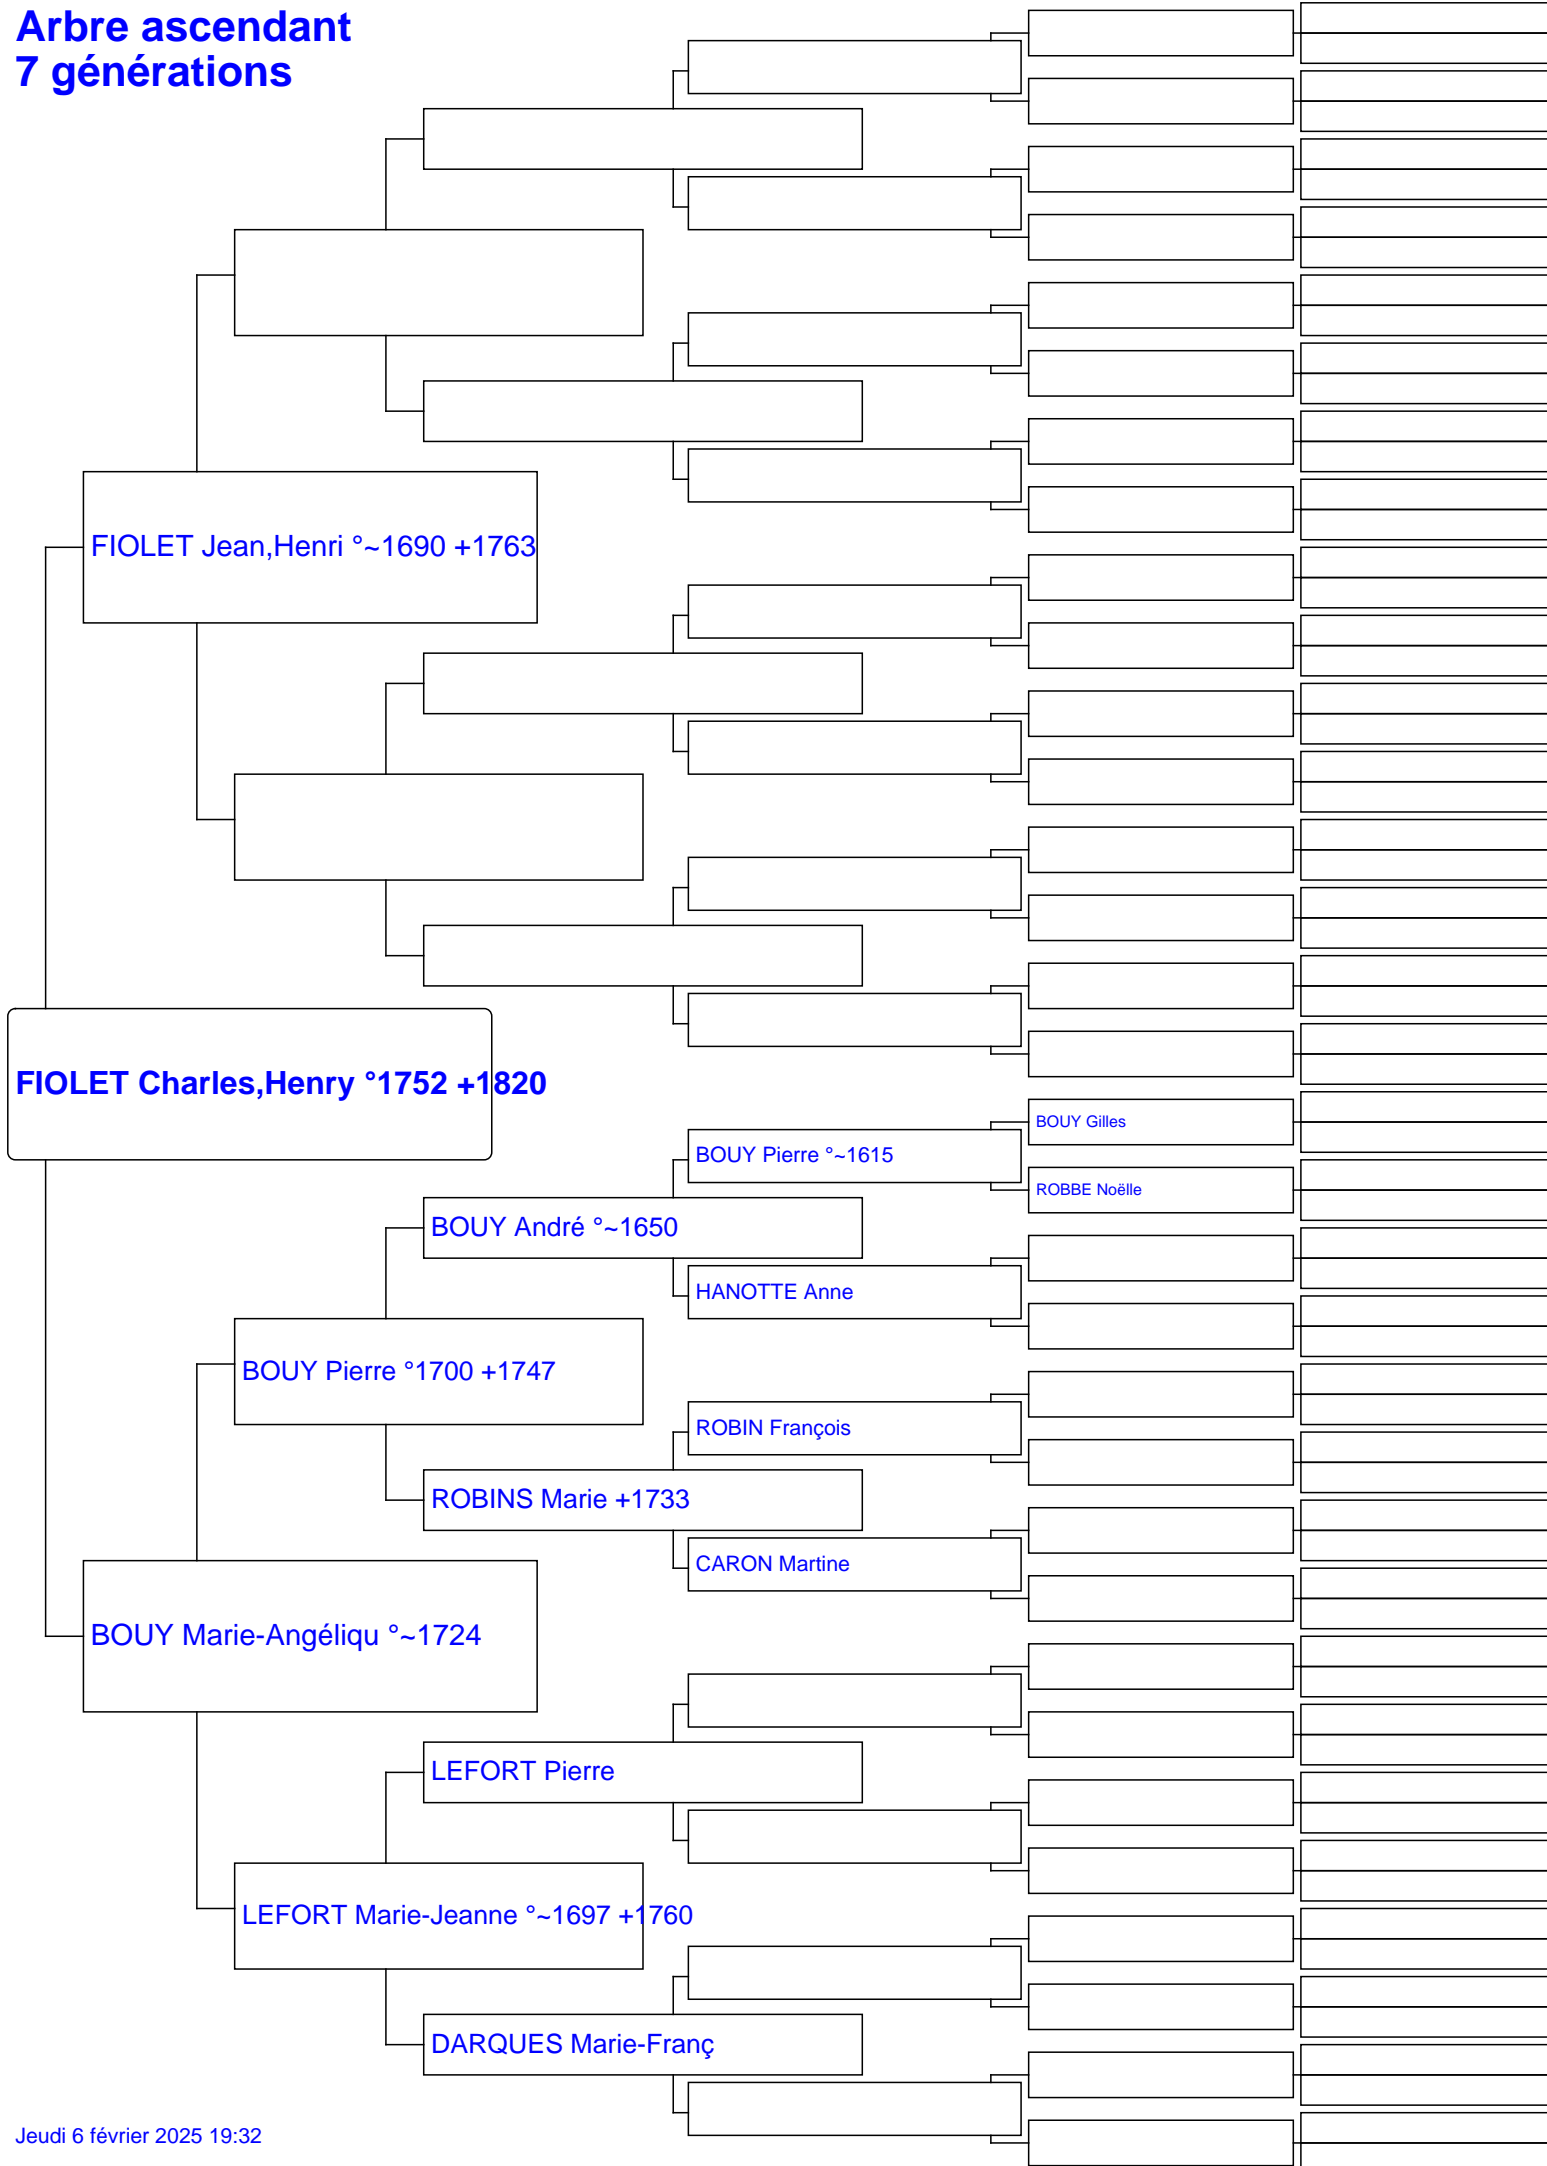 Arbre ascendant
7 générations
FIOLET Jean,Henri °~1690 +1763
FIOLET Charles,Henry °1752 +1820
BOUY Gilles
BOUY Pierre °~1615
ROBBE Noëlle
BOUY André °~1650
HANOTTE Anne
BOUY Pierre °1700 +1747
ROBIN François
ROBINS Marie +1733
CARON Martine
BOUY Marie-Angéliqu °~1724
LEFORT Pierre
LEFORT Marie-Jeanne °~1697 +1760
DARQUES Marie-Franç
Jeudi 6 février 2025 19:32